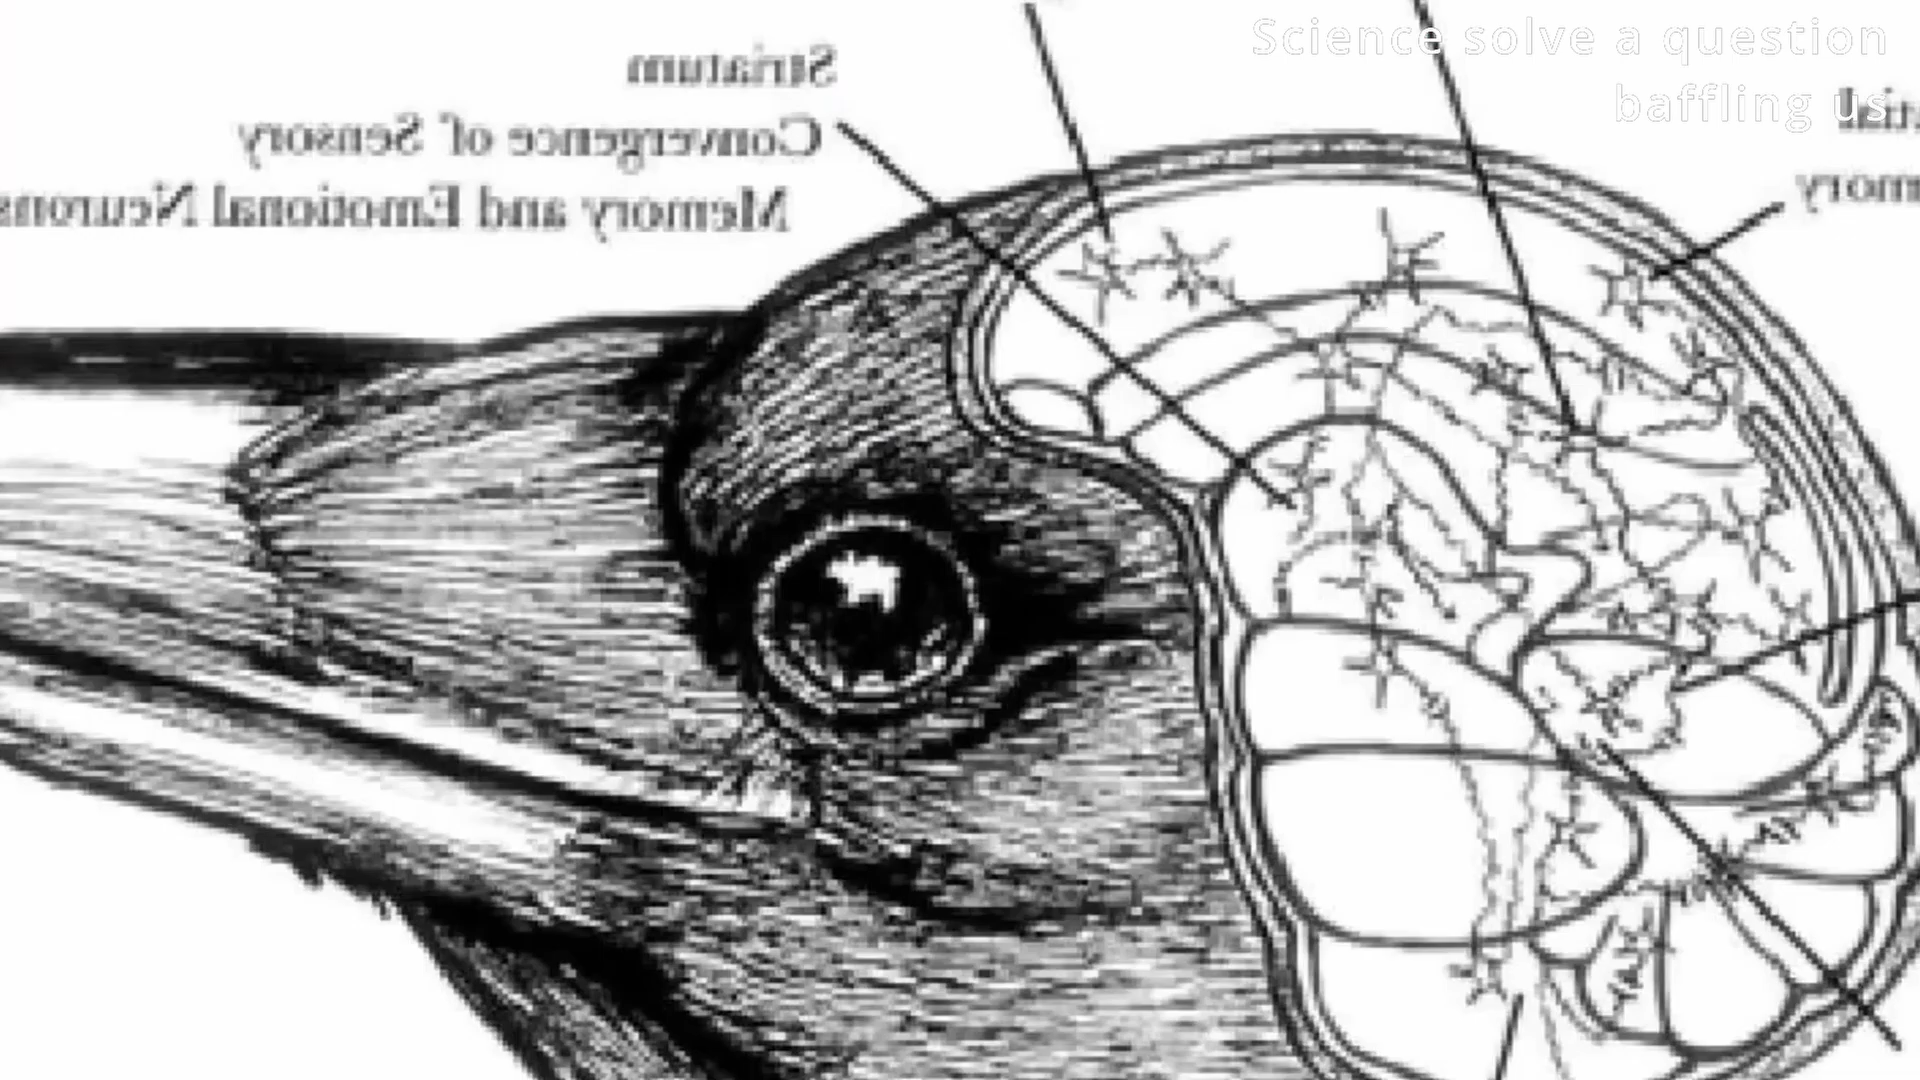 Science solve a question
baffling us
Striatum
Convergence of Sensory
Memory and Emotional Neurons